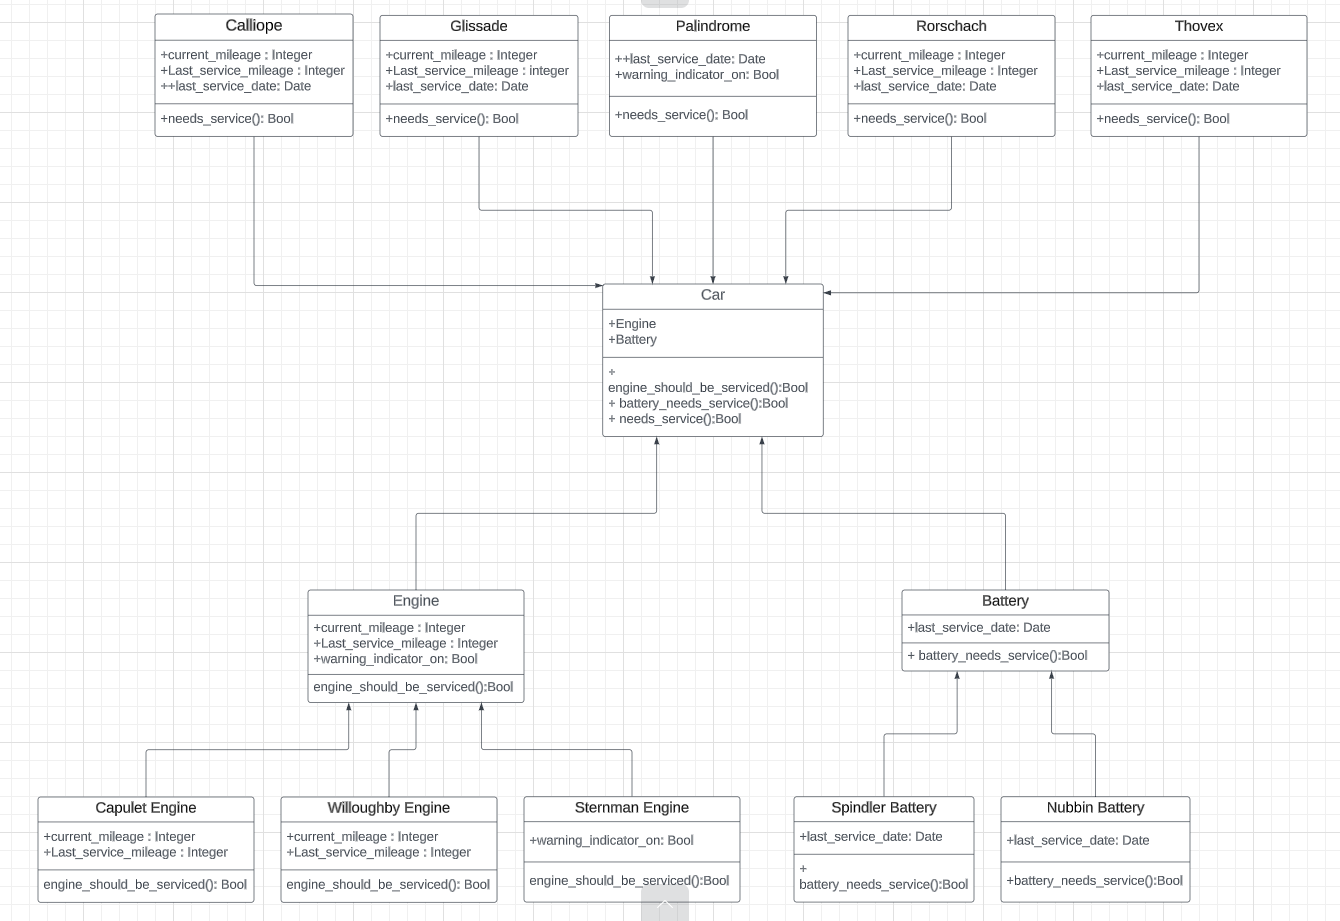 Calliope
+current_mileage : Integer
+Last_service_mileage : Integer
++last_service_date: Date
+needs_service(): Bool
Glissade
+current_mileage : Integer
+Last_service_mileage : integer
+last_service_date: Date
+needs_service(): Bool
Palindrome
++last_service_date: Date
+warning_indicator_on: Bool
+needs_service(): Bool
Rorschach
+current_mileage : Integer
+Last_service_mileage : Integer
+last_service_date: Date
+needs_service(): Bool
Thovex
+current_mileage : Integer
+Last_service_mileage : Integer
+last_service_date: Date
+needs_service(): Bool
Car
+Engine
+Battery
+
engine_should_be_serviced():Bool
+ battery_needs_service():Bool
+ needs_service():Bool
Engine
+current_mileage : Integer
+Last_service_mileage : Integer
+warning_indicator_on: Bool
engine_should_be_serviced():Bool
Battery
+last_service_date: Date
+ battery_needs_service():Bool
Capulet Engine
+current_mileage : Integer
+Last_service_mileage : Integer
engine_should_be_serviced(): Bool
Willoughby Engine
+current_mileage : Integer
+Last_service_mileage : Integer
engine_should_be_serviced(): Bool
Sternman Engine
+warning_indicator_on: Bool
engine_should_be_serviced():Bool
Spindler Battery
+last_service_date: Date
+
battery_needs_service():Bool
Nubbin Battery
+last_service_date: Date
+battery_needs_service():Bool